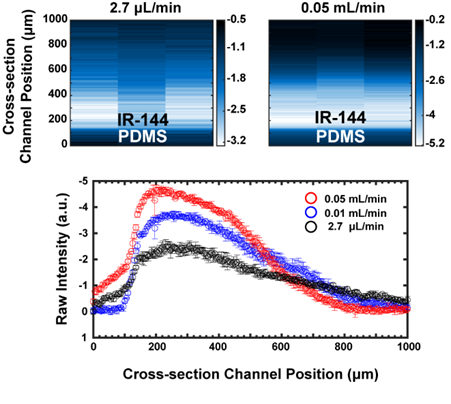 2.7 µL/min
0.05 mL/min
Cross-section
Channel Position (µm)
1000
800
600
400
200
0
IR-144
PDMS
-0.5
-1.1
-1.8
-2.5
-3.2
IR-144
PDMS
-0.2
-1.2
-2.6
-4.2
-5.2
Raw Intensity (a.u.)
-5
-4
-3
-2
-1
0
1
0.05 mL/min
0.01 mL/min
2.7 µL/min
0
200
400
600
800
1000
Cross-section Channel Position (µm)